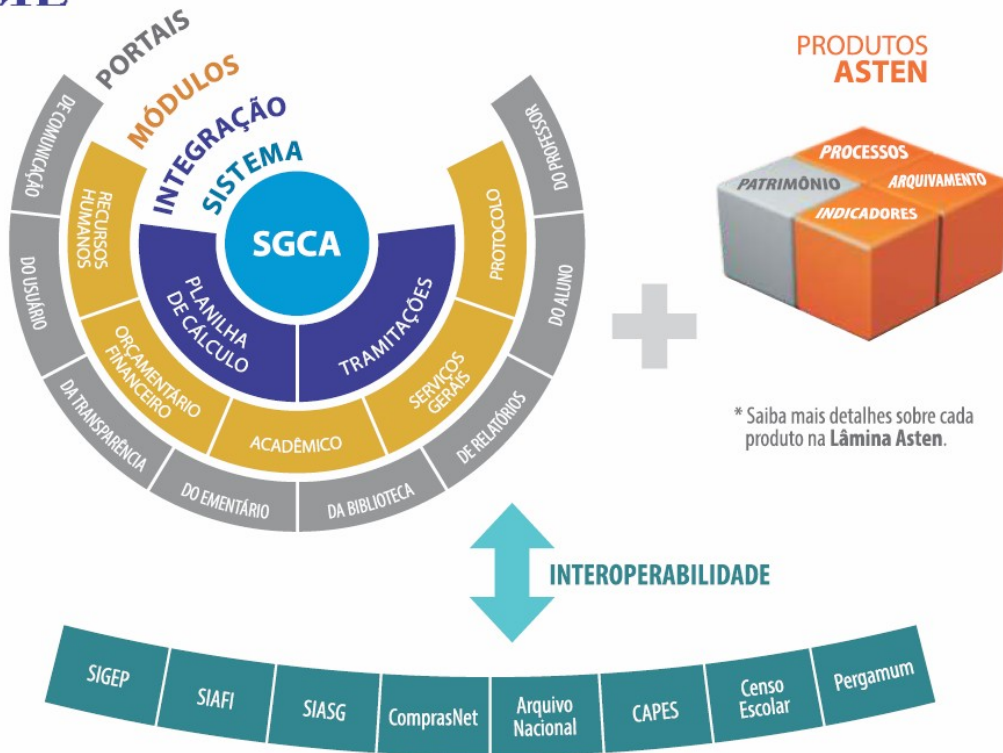 PORTAIS
MÓDULOS
INTEGRAÇÃO
SISTEMA
SGCA
PLANILHA
DE CÁLCULO
TRAMITAÇÕES
RECURSOS
HUMANOS
ORÇAMENTÁRIO
FINANCEIRO
ACADÊMICO
SERVIÇOS
GERAIS
PROTOCOLO
DE COMUNICAÇÃO
DO USUÁRIO
DA TRANSPARÊNCIA
DO EMENTÁRIO
DA BIBLIOTECA
DE RELATÓRIOS
DO ALUNO
DO PROFESSOR
PRODUTOS
ASTEN
PROCESSOS
PATRIMÔNIO
ARQUIVAMENTO
INDICADORES
* Saiba mais detalhes sobre cada
produto na Lâmina Asten.
INTEROPERABILIDADE
SIGEP
SIAFI
SIASG
ComprasNet
Arquivo
Nacional
CAPES
Censo
Escolar
Pergamum